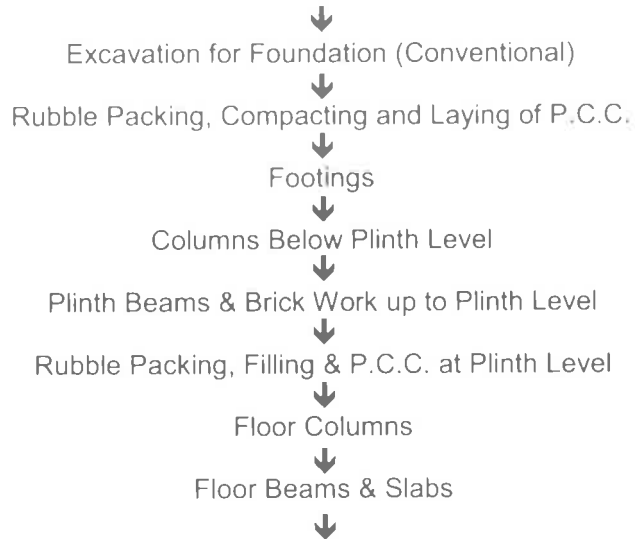 Excavation for Foundation (Conventional)
Rubble Packing, Compacting and Laying of P.C.C.
Footings
Columns Below Plinth Level
Plinth Beams & Brick Work up to Plinth Level
Rubble Packing, Filling & P.C.C. at Plinth Level
Floor Columns
Floor Beams & Slabs